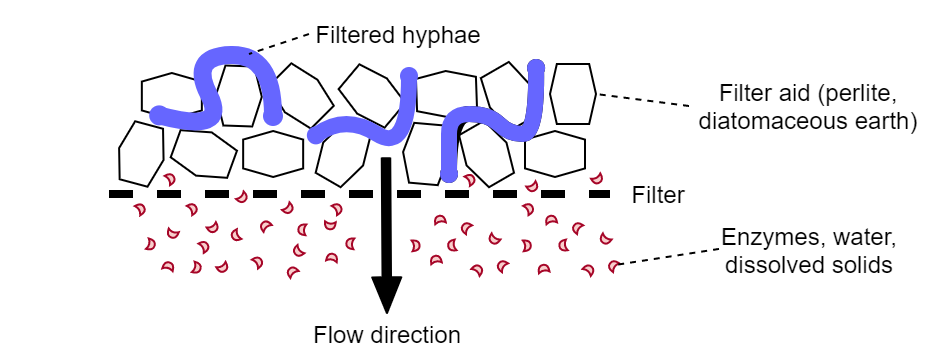 Filtered hyphae
Filter aid (perlite,
diatomaceous earth)
Filter
Enzymes, water,
dissolved solids
Flow direction